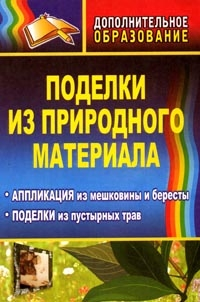 ДОПОЛНИТЕЛЬНОЕ
ОБРАЗОВАНИЕ
ПОДЕЛКИ
ИЗ ПРИРОДНОГО
МАТЕРИАЛА
• АППЛИКАЦИЯ из мешковины и бересты
• ПОДЕЛКИ из пустырных трав